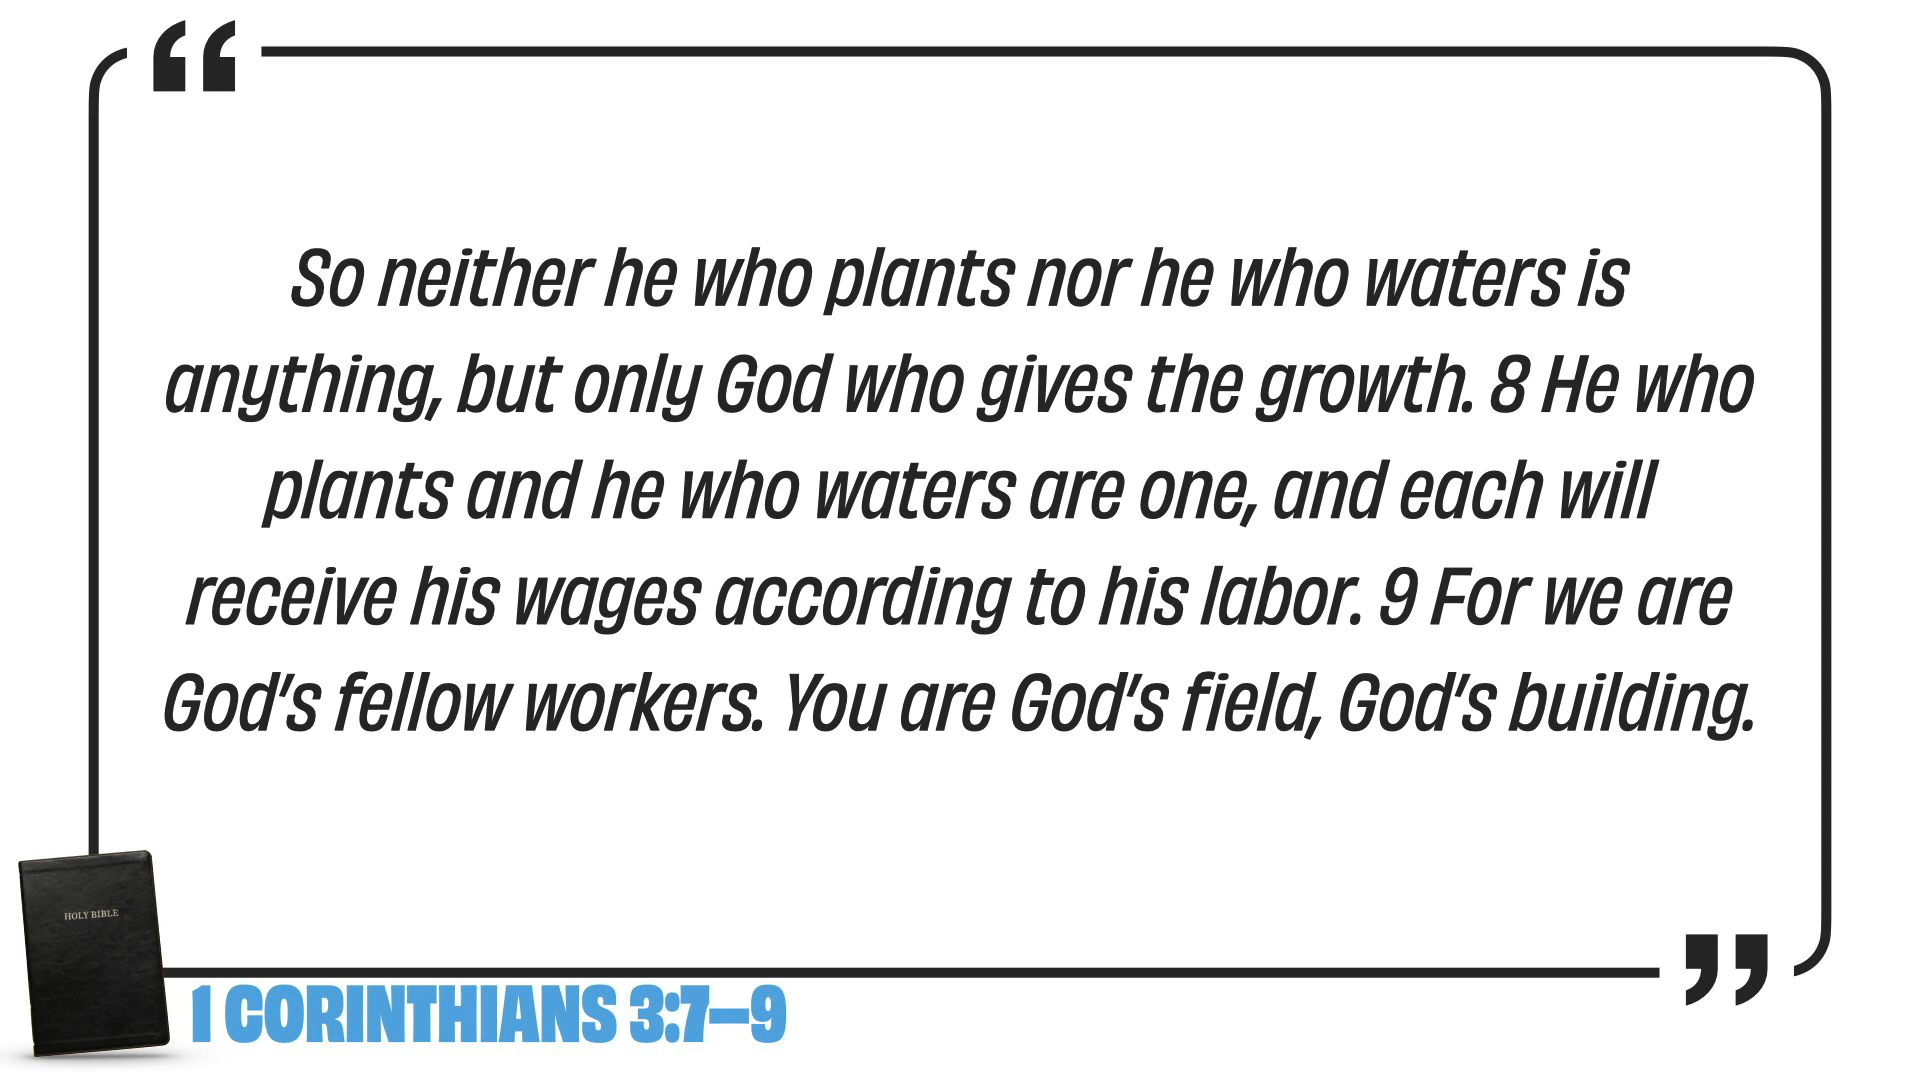 “
So neither he who plants nor he who waters is
anything, but only God who gives the growth. 8 He who
plants and he who waters are one, and each will
receive his wages according to his labor. 9 For we are
God’s fellow workers. You are God’s field, God’s building.
”
HOLY BIBLE
1 CORINTHIANS 3:7–9